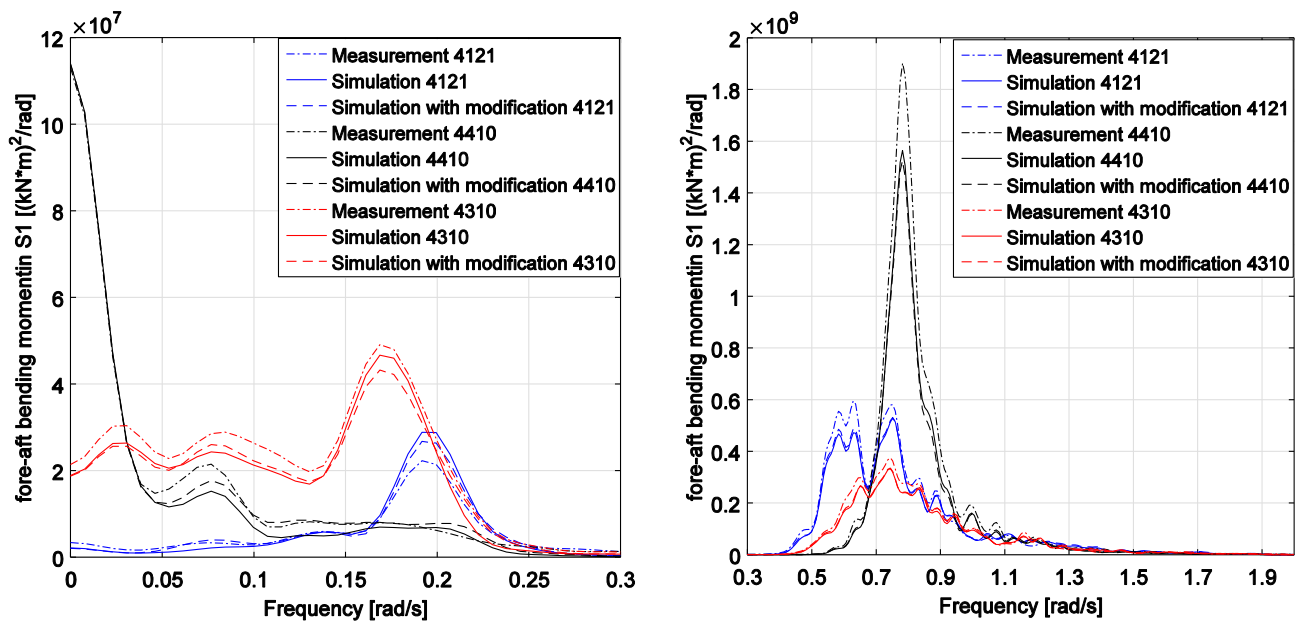 ×10⁷
12
10
8
6
4
2
0
fore-aft bending momentin S1 [(kN*m)²/rad]
Measurement 4121
Simulation 4121
Simulation with modification 4121
Measurement 4410
Simulation 4410
Simulation with modification 4410
Measurement 4310
Simulation 4310
Simulation with modification 4310
0 0.05 0.1 0.15 0.2 0.25 0.3
Frequency [rad/s]
×10⁹
2
1.8
1.6
1.4
1.2
1
0.8
0.6
0.4
0.2
0
fore-aft bending momentin S1 [(kN*m)²/rad]
Measurement 4121
Simulation 4121
Simulation with modification 4121
Measurement 4410
Simulation 4410
Simulation with modification 4410
Measurement 4310
Simulation 4310
Simulation with modification 4310
0.3 0.5 0.7 0.9 1.1 1.3 1.5 1.7 1.9
Frequency [rad/s]